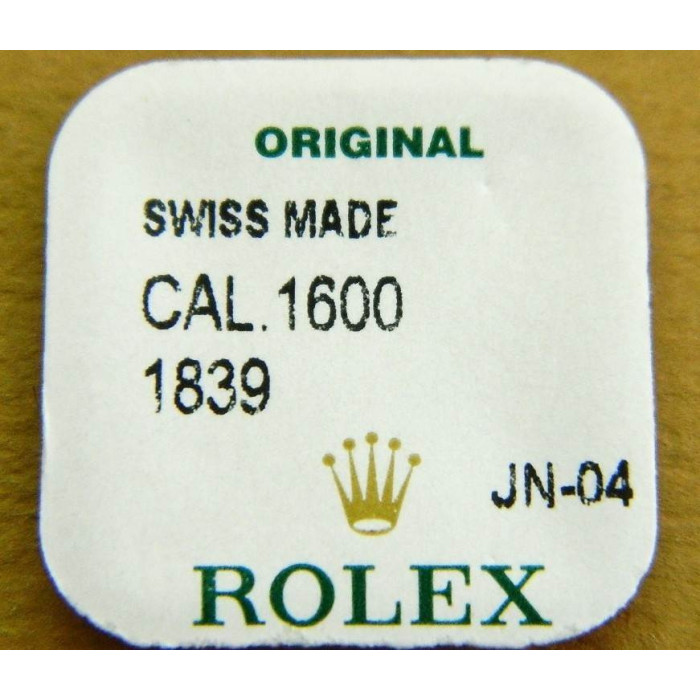 ORIGINAL
SWISS MADE
CAL.1600
1839
JN-04
ROLEX